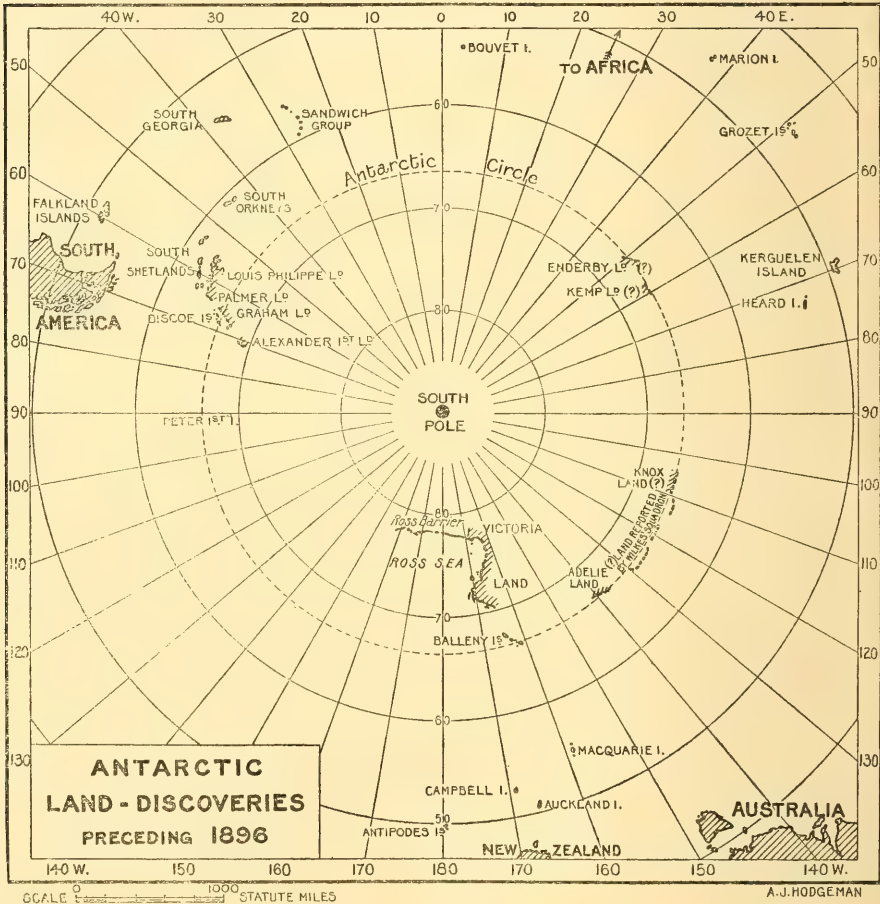 40W. 30 20 10 0 10 20 30 40 E.
50
50
BOUVET I.
TO AFRICA
MARION I.
SOUTH
GEORGIA
SANDWICH
GROUP
60
GROZET Is
Antarctic Circle
60
60
FALKLAND
ISLANDS
SOUTH
ORKNEYS
70
SOUTH
AMERICA
SOUTH
SHETLANDS
LOUIS PHILIPPE LD
PALMER LD
GRAHAM LD
BISCOE Is
ALEXANDER 1ST LD
ENDERBY LD (?)
KEMP LD (?)
KERGUELEN
ISLAND
HEARD I.
70
70
80
80
80
SOUTH
POLE
90
90
PETER 1ST I.
KNOX
LAND (?)
(?) LAND REPORTED
BY WILKES SQUADRON
ADELIE
LAND
100
100
80
Ross Barrier
VICTORIA
LAND
ROSS SEA
110
110
70
BALLENY Is
120
120
60
130
130
MACQUARIE I.
CAMPBELL I.
AUCKLAND I.
50
ANTIPODES Is
NEW ZEALAND
AUSTRALIA
ANTARCTIC
LAND-DISCOVERIES
PRECEDING 1896
140 W. 150 160 170 180 170 160 150 140 W.
SCALE 0 1000 STATUTE MILES
A.J. HODGEMAN